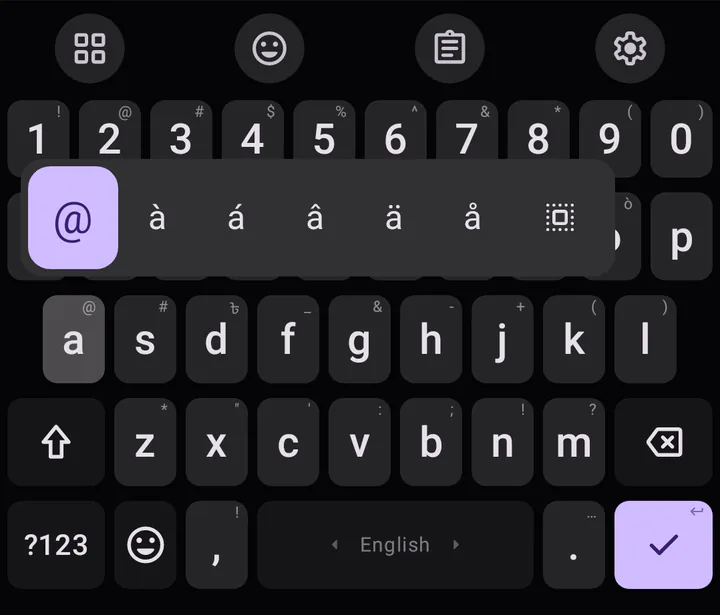 1 ! 2 @ 3 # 4 $ 5 % 6 ^ 7 & 8 * 9 ( 0 )
@ à á â ä å ò p
a @ s # d f _ g & h - j + k ( l )
z * x " c ' v : b ; n ! m ?
?123 , ! English . …